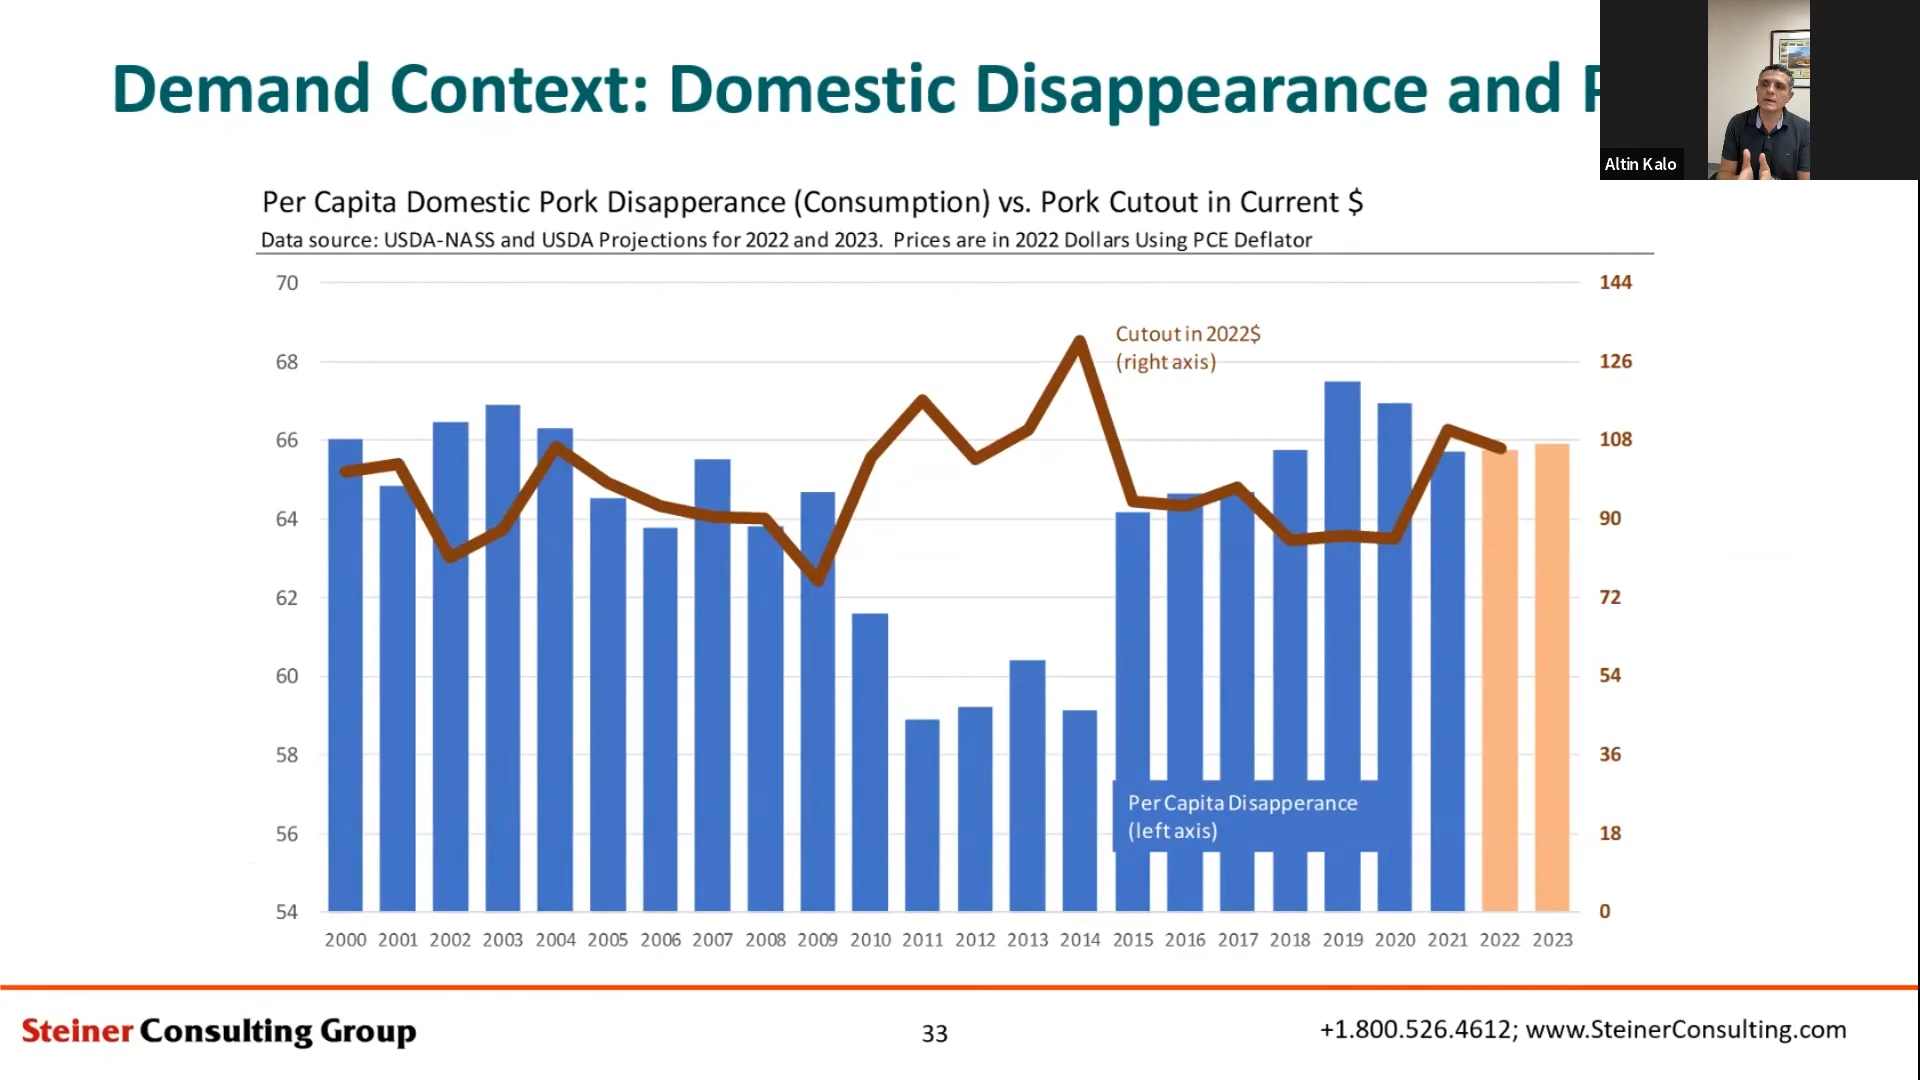 Demand Context: Domestic Disappearance and
Altin Kalo
Per Capita Domestic Pork Disapperance (Consumption) vs. Pork Cutout in Current $
Data source: USDA-NASS and USDA Projections for 2022 and 2023. Prices are in 2022 Dollars Using PCE Deflator
70
144
Cutout in 2022$
(right axis)
68
126
66
108
64
90
62
72
60
54
58
36
Per Capita Disapperance
(left axis)
56
18
54
0
2000 2001 2002 2003 2004 2005 2006 2007 2008 2009 2010 2011 2012 2013 2014 2015 2016 2017 2018 2019 2020 2021 2022 2023
Steiner Consulting Group
33
+1.800.526.4612; www.SteinerConsulting.com